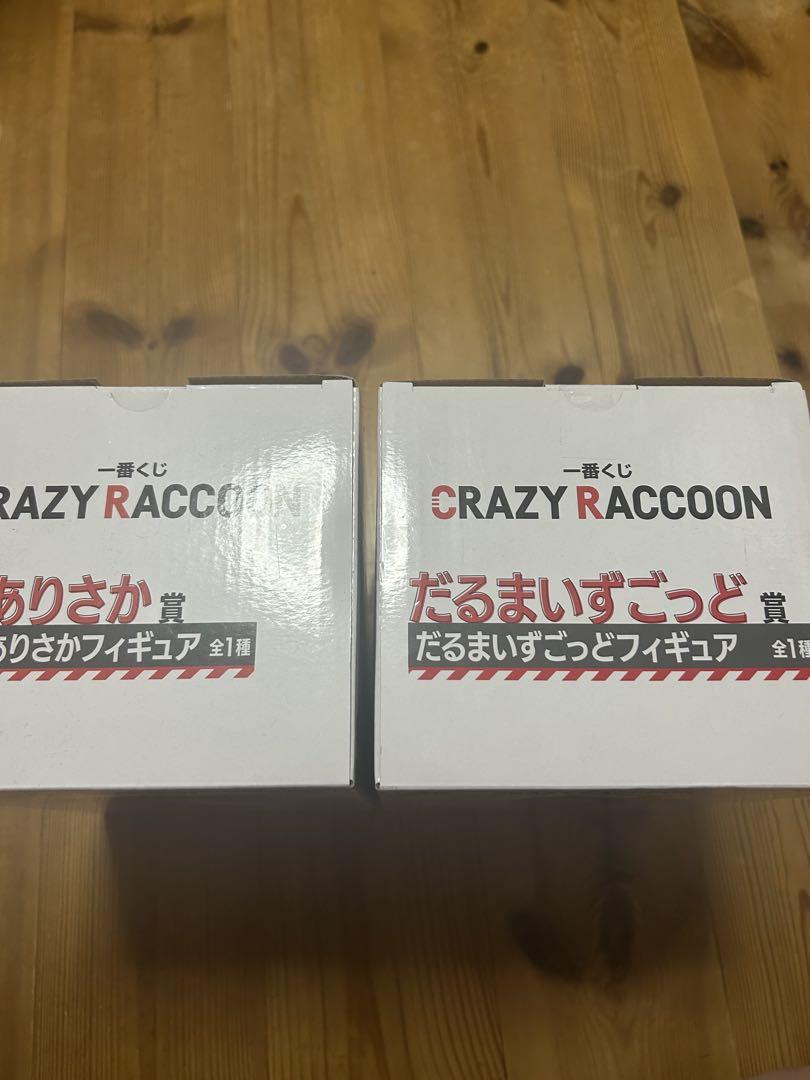 一番くじ
RAZY RACCOON
ありさか 賞
ありさかフィギュア 全1種
一番くじ
CRAZY RACCOON
だるまいずごっど 賞
だるまいずごっどフィギュア 全1種